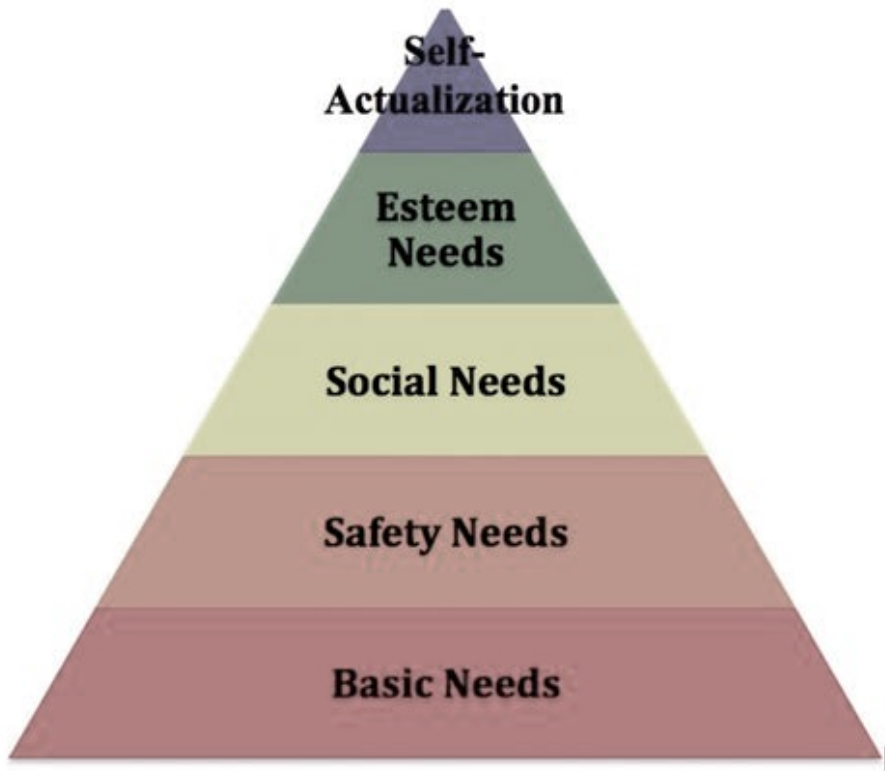 Self-
Actualization
Esteem
Needs
Social Needs
Safety Needs
Basic Needs